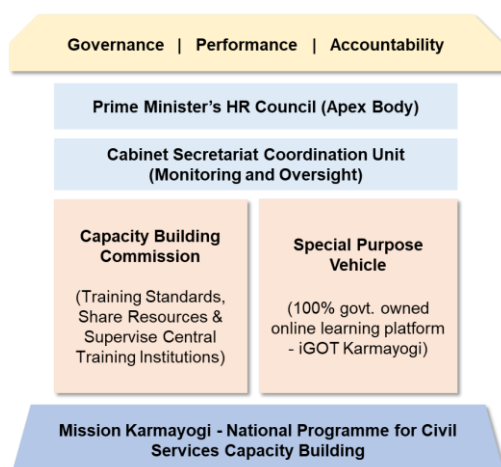 Governance | Performance | Accountability
Prime Minister's HR Council (Apex Body)
Cabinet Secretariat Coordination Unit
(Monitoring and Oversight)
Capacity Building
Commission
(Training Standards,
Share Resources &
Supervise Central
Training Institutions)
Special Purpose
Vehicle
(100% govt. owned
online learning platform
- iGOT Karmayogi)
Mission Karmayogi - National Programme for Civil
Services Capacity Building